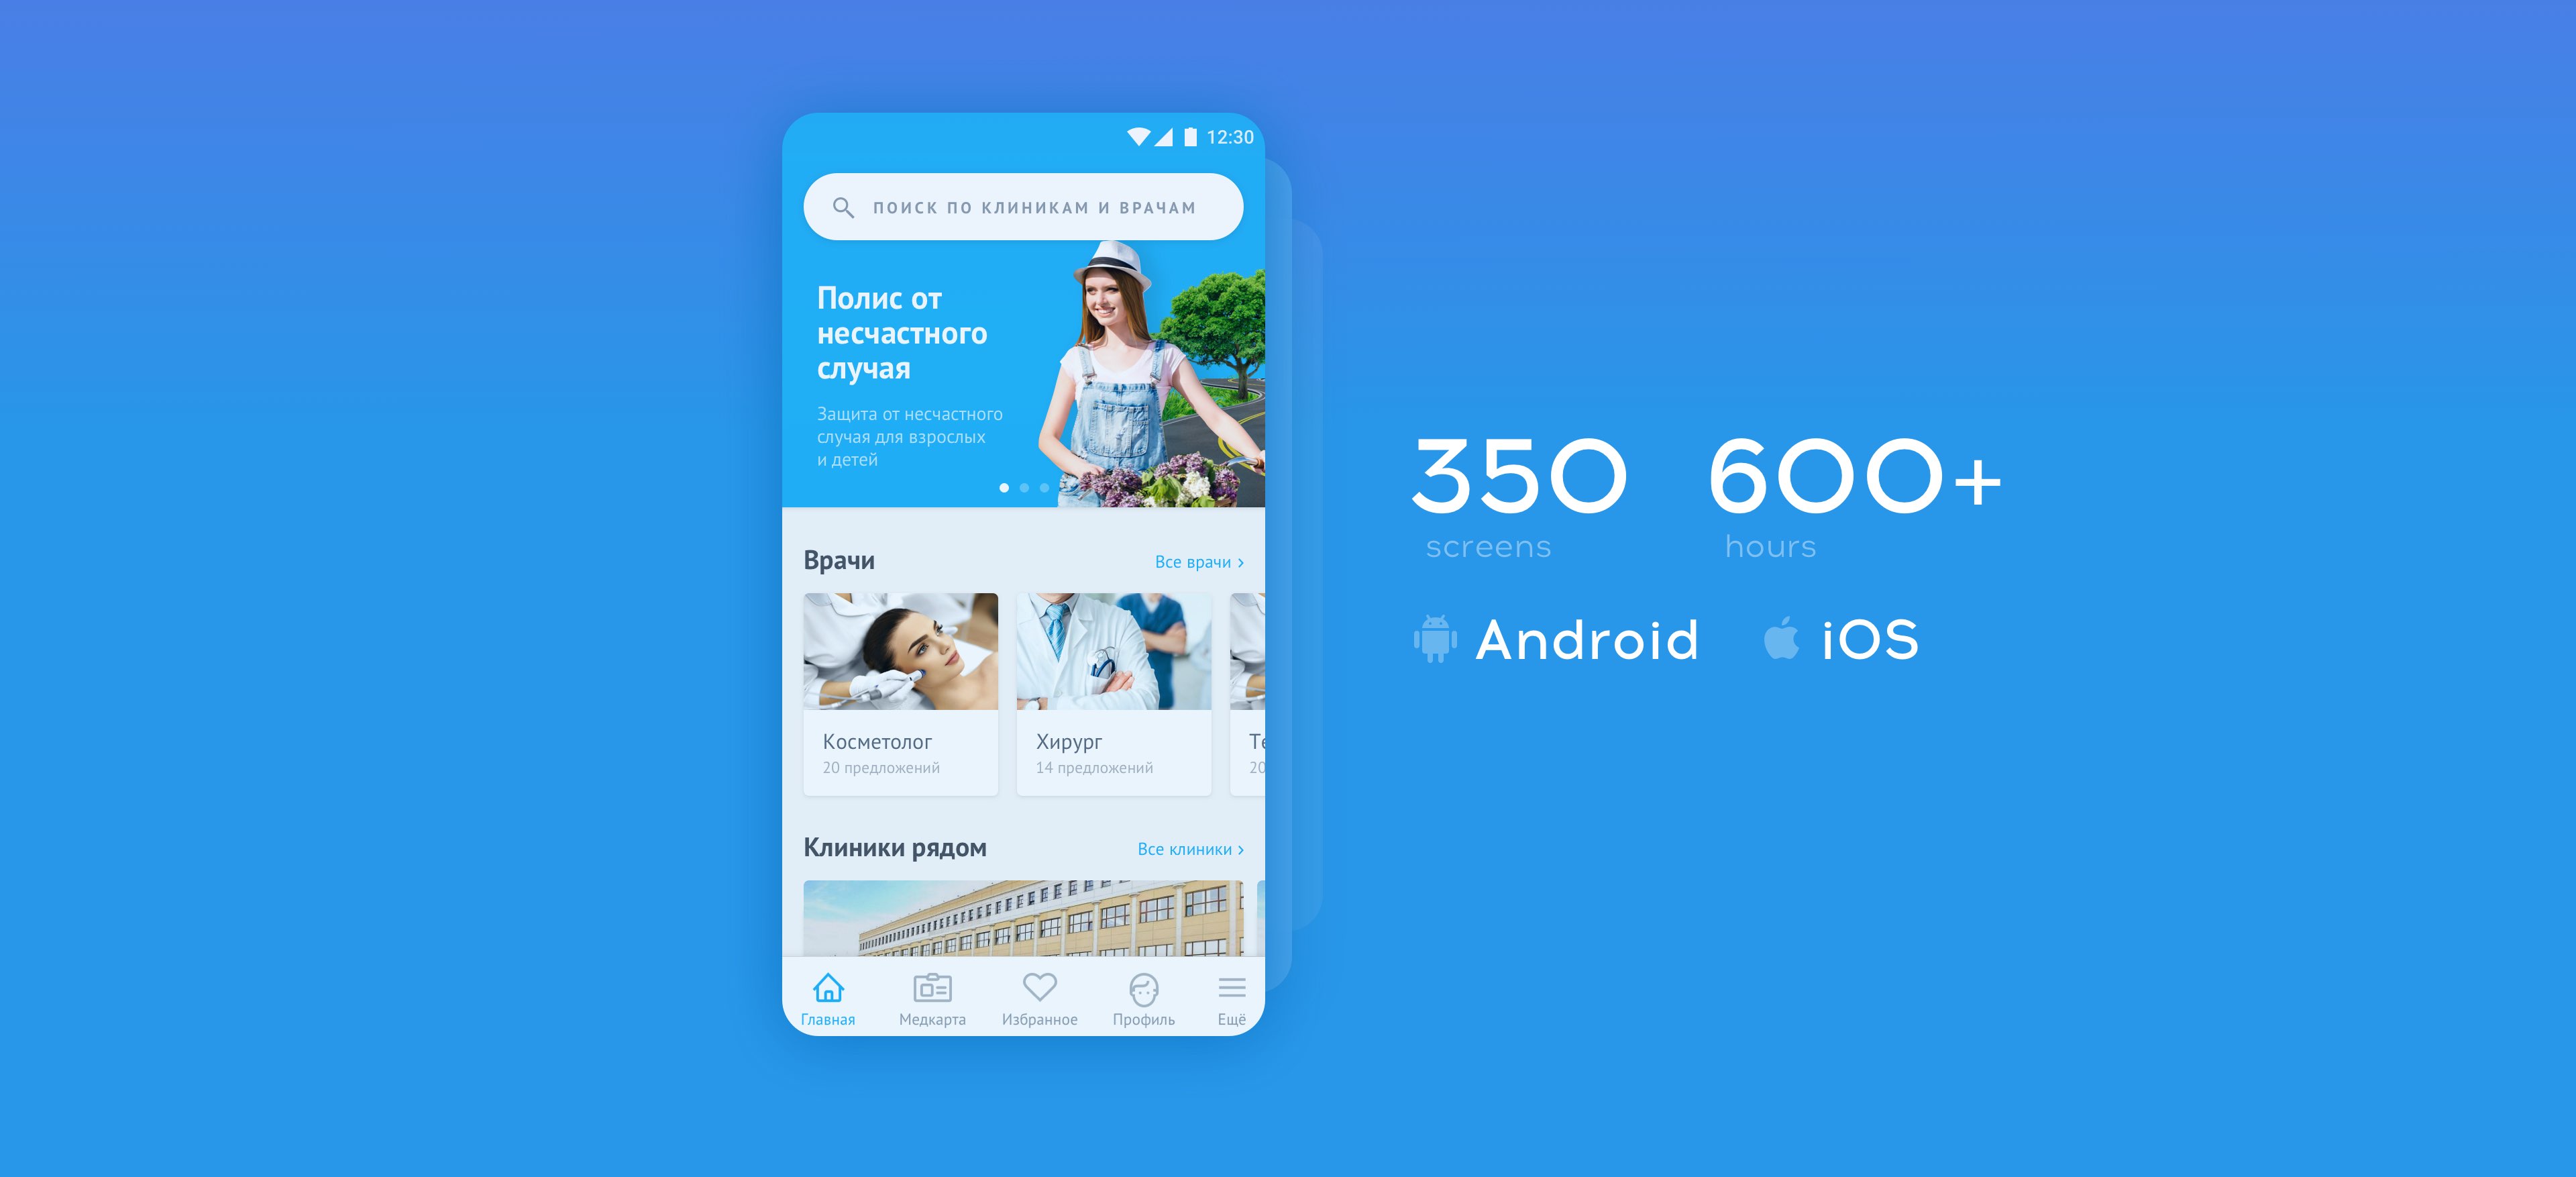 12:30
ПОИСК ПО КЛИНИКАМ И ВРАЧАМ
Полис от
несчастного
случая
Защита от несчастного
случая для взрослых
и детей
Врачи
Все врачи ›
Косметолог
20 предложений
Хирург
14 предложений
Те
20
Клиники рядом
Все клиники ›
Главная
Медкарта
Избранное
Профиль
Ещё
350
screens
600+
hours
Android
iOS